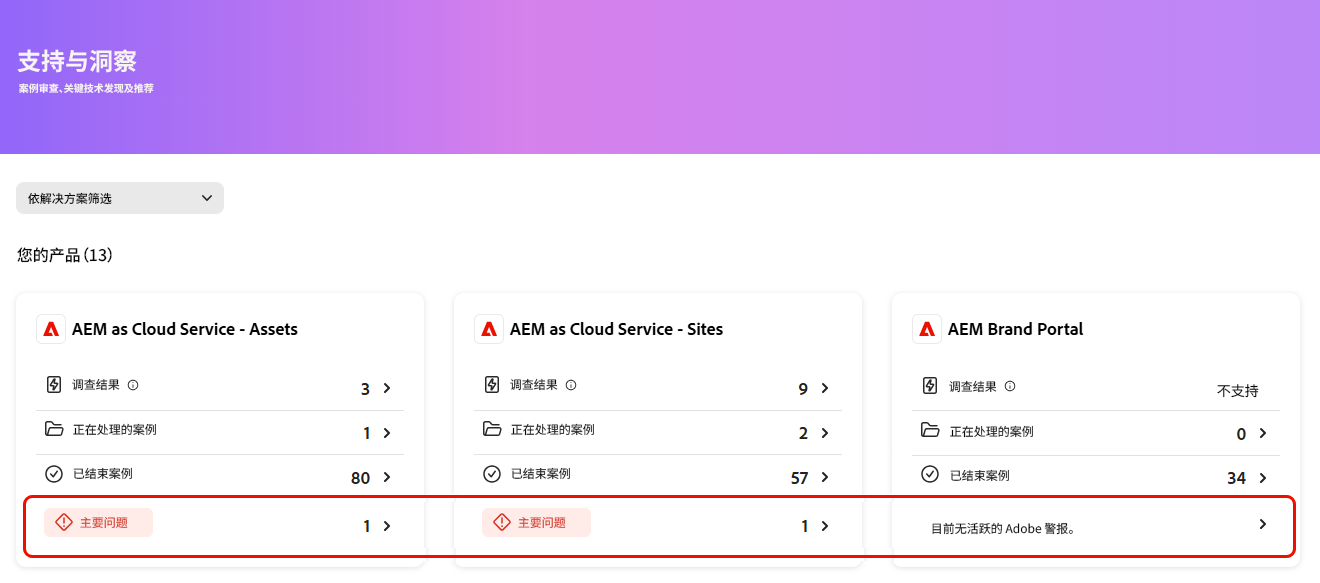 支持与洞察
案例审查、关键技术发现及推荐
依解决方案筛选
您的产品 (13)
AEM as Cloud Service - Assets
调查结果 3
正在处理的案例 1
已结束案例 80
主要问题 1
AEM as Cloud Service - Sites
调查结果 9
正在处理的案例 2
已结束案例 57
主要问题 1
AEM Brand Portal
调查结果 不支持
正在处理的案例 0
已结束案例 34
目前无活跃的 Adobe 警报。